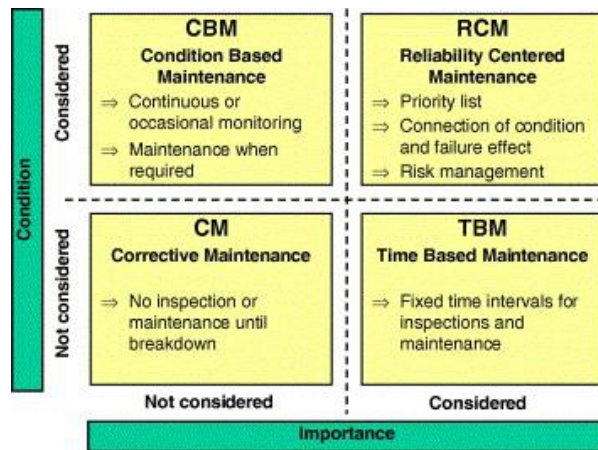 Condition
Considered
Not considered
CBM
Condition Based
Maintenance
⇒ Continuous or
occasional monitoring
⇒ Maintenance when
required
RCM
Reliability Centered
Maintenance
⇒ Priority list
⇒ Connection of condition
and failure effect
⇒ Risk management
CM
Corrective Maintenance
⇒ No inspection or
maintenance until
breakdown
TBM
Time Based Maintenance
⇒ Fixed time intervals for
inspections and
maintenance
Not considered
Considered
Importance